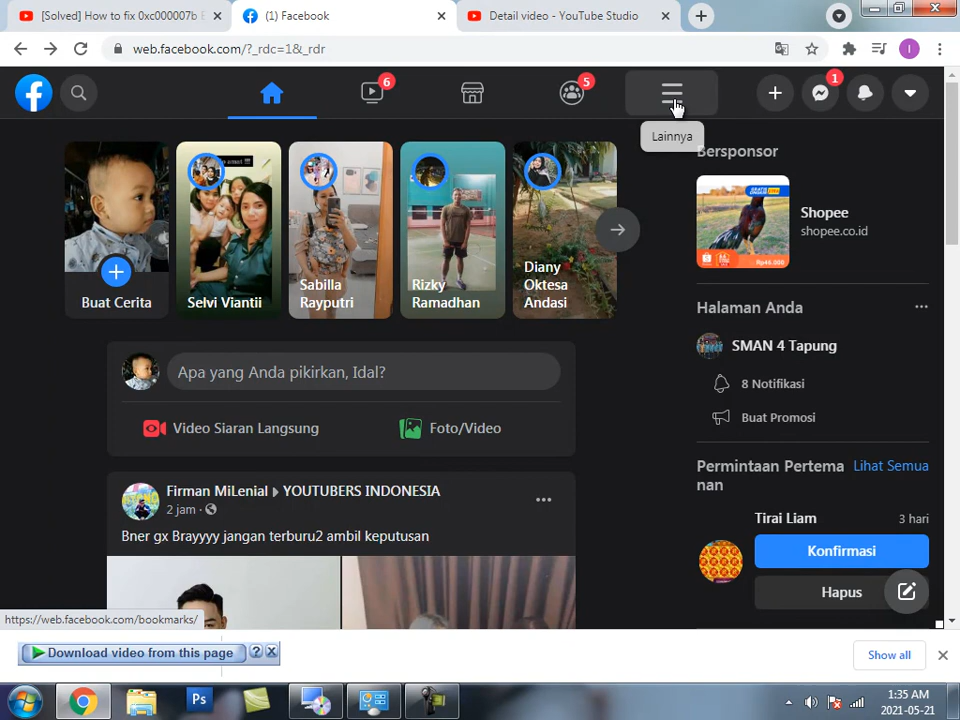 [Solved] How to fix 0xc000007b E
(1) Facebook
Detail video - YouTube Studio
web.facebook.com/?_rdc=1&_rdr
I
6
5
1
Lainnya
Buat Cerita
Selvi Viantii
Sabilla
Rayputri
Rizky
Ramadhan
Diany
Oktesa
Andasi
Bersponsor
Shopee
shopee.co.id
Halaman Anda
SMAN 4 Tapung
8 Notifikasi
Buat Promosi
Apa yang Anda pikirkan, Idal?
Video Siaran Langsung
Foto/Video
Permintaan Pertema
nan
Lihat Semua
Tirai Liam
3 hari
Konfirmasi
Hapus
Firman MiLenial YOUTUBERS INDONESIA
2 jam ·
Bner gx Brayyyy jangan terburu2 ambil keputusan
https://web.facebook.com/bookmarks/
Download video from this page
?
Show all
Ps
1:35 AM
2021-05-21